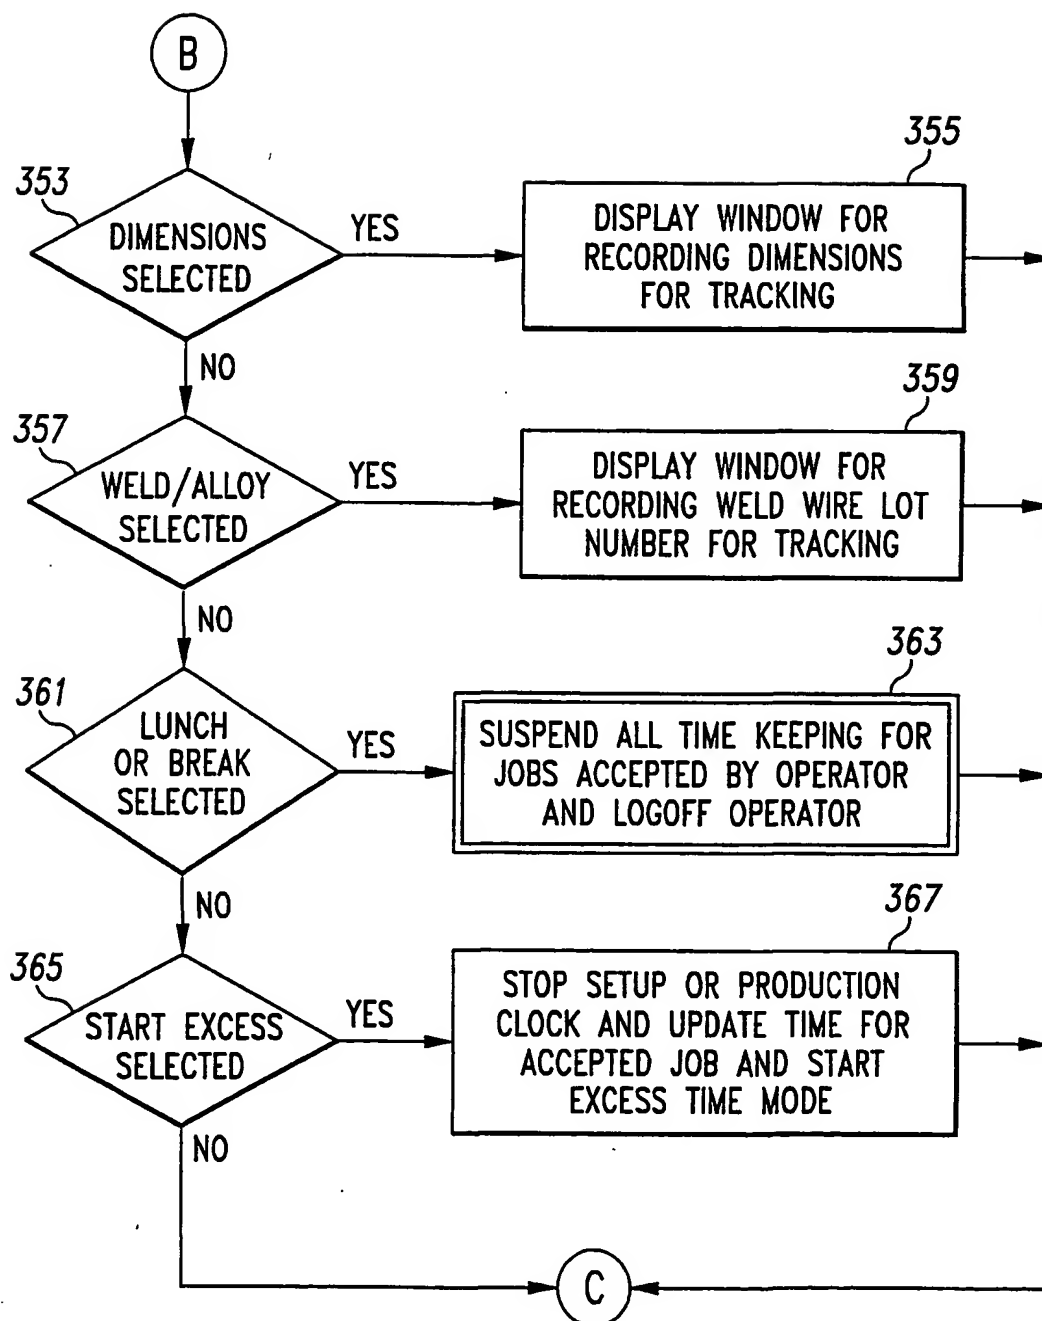 B
353
DIMENSIONS
SELECTED
YES
NO
355
DISPLAY WINDOW FOR
RECORDING DIMENSIONS
FOR TRACKING
357
WELD/ALLOY
SELECTED
YES
NO
359
DISPLAY WINDOW FOR
RECORDING WELD WIRE LOT
NUMBER FOR TRACKING
361
LUNCH
OR BREAK
SELECTED
YES
NO
363
SUSPEND ALL TIME KEEPING FOR
JOBS ACCEPTED BY OPERATOR
AND LOGOFF OPERATOR
365
START EXCESS
SELECTED
YES
NO
367
STOP SETUP OR PRODUCTION
CLOCK AND UPDATE TIME FOR
ACCEPTED JOB AND START
EXCESS TIME MODE
C